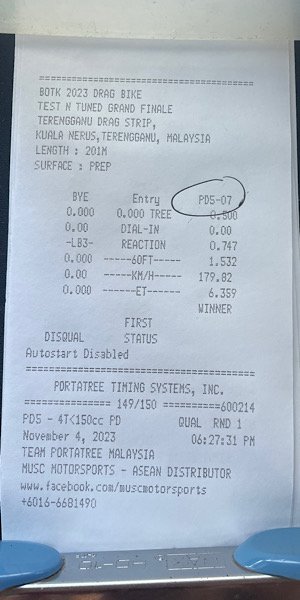 ========================================
BOTK 2023 DRAG BIKE
TEST N TUNED GRAND FINALE
TERENGGANU DRAG STRIP,
KUALA NERUS,TERENGGANU, MALAYSIA
LENGTH : 201M
SURFACE : PREP
BYE Entry PD5-07
0.000 0.000 TREE 0.800
0.00 DIAL-IN 0.00
-LB3- REACTION 0.747
0.000 -----60FT----- 1.532
0.00 -----KM/H----- 179.82
0.000 ------ET------ 6.359
WINNER
FIRST
DISQUAL STATUS
Autostart Disabled
========================================
PORTATREE TIMING SYSTEMS, INC.
=============== 149/150 ==========600214
PD5 - 4T<150cc PD QUAL RND 1
November 4, 2023 06:27:31 PM
TEAM PORTATREE MALAYSIA
MUSC MOTORSPORTS - ASEAN DISTRIBUTOR
www.facebook.com/muscmotorsports
+6016-6681490